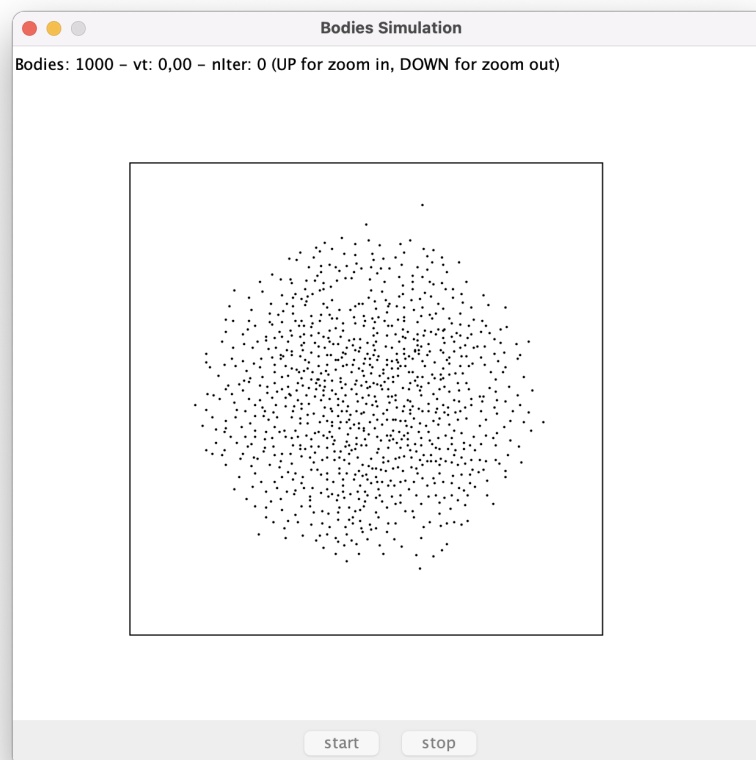 Bodies Simulation
Bodies: 1000 – vt: 0,00 – nIter: 0 (UP for zoom in, DOWN for zoom out)
start stop